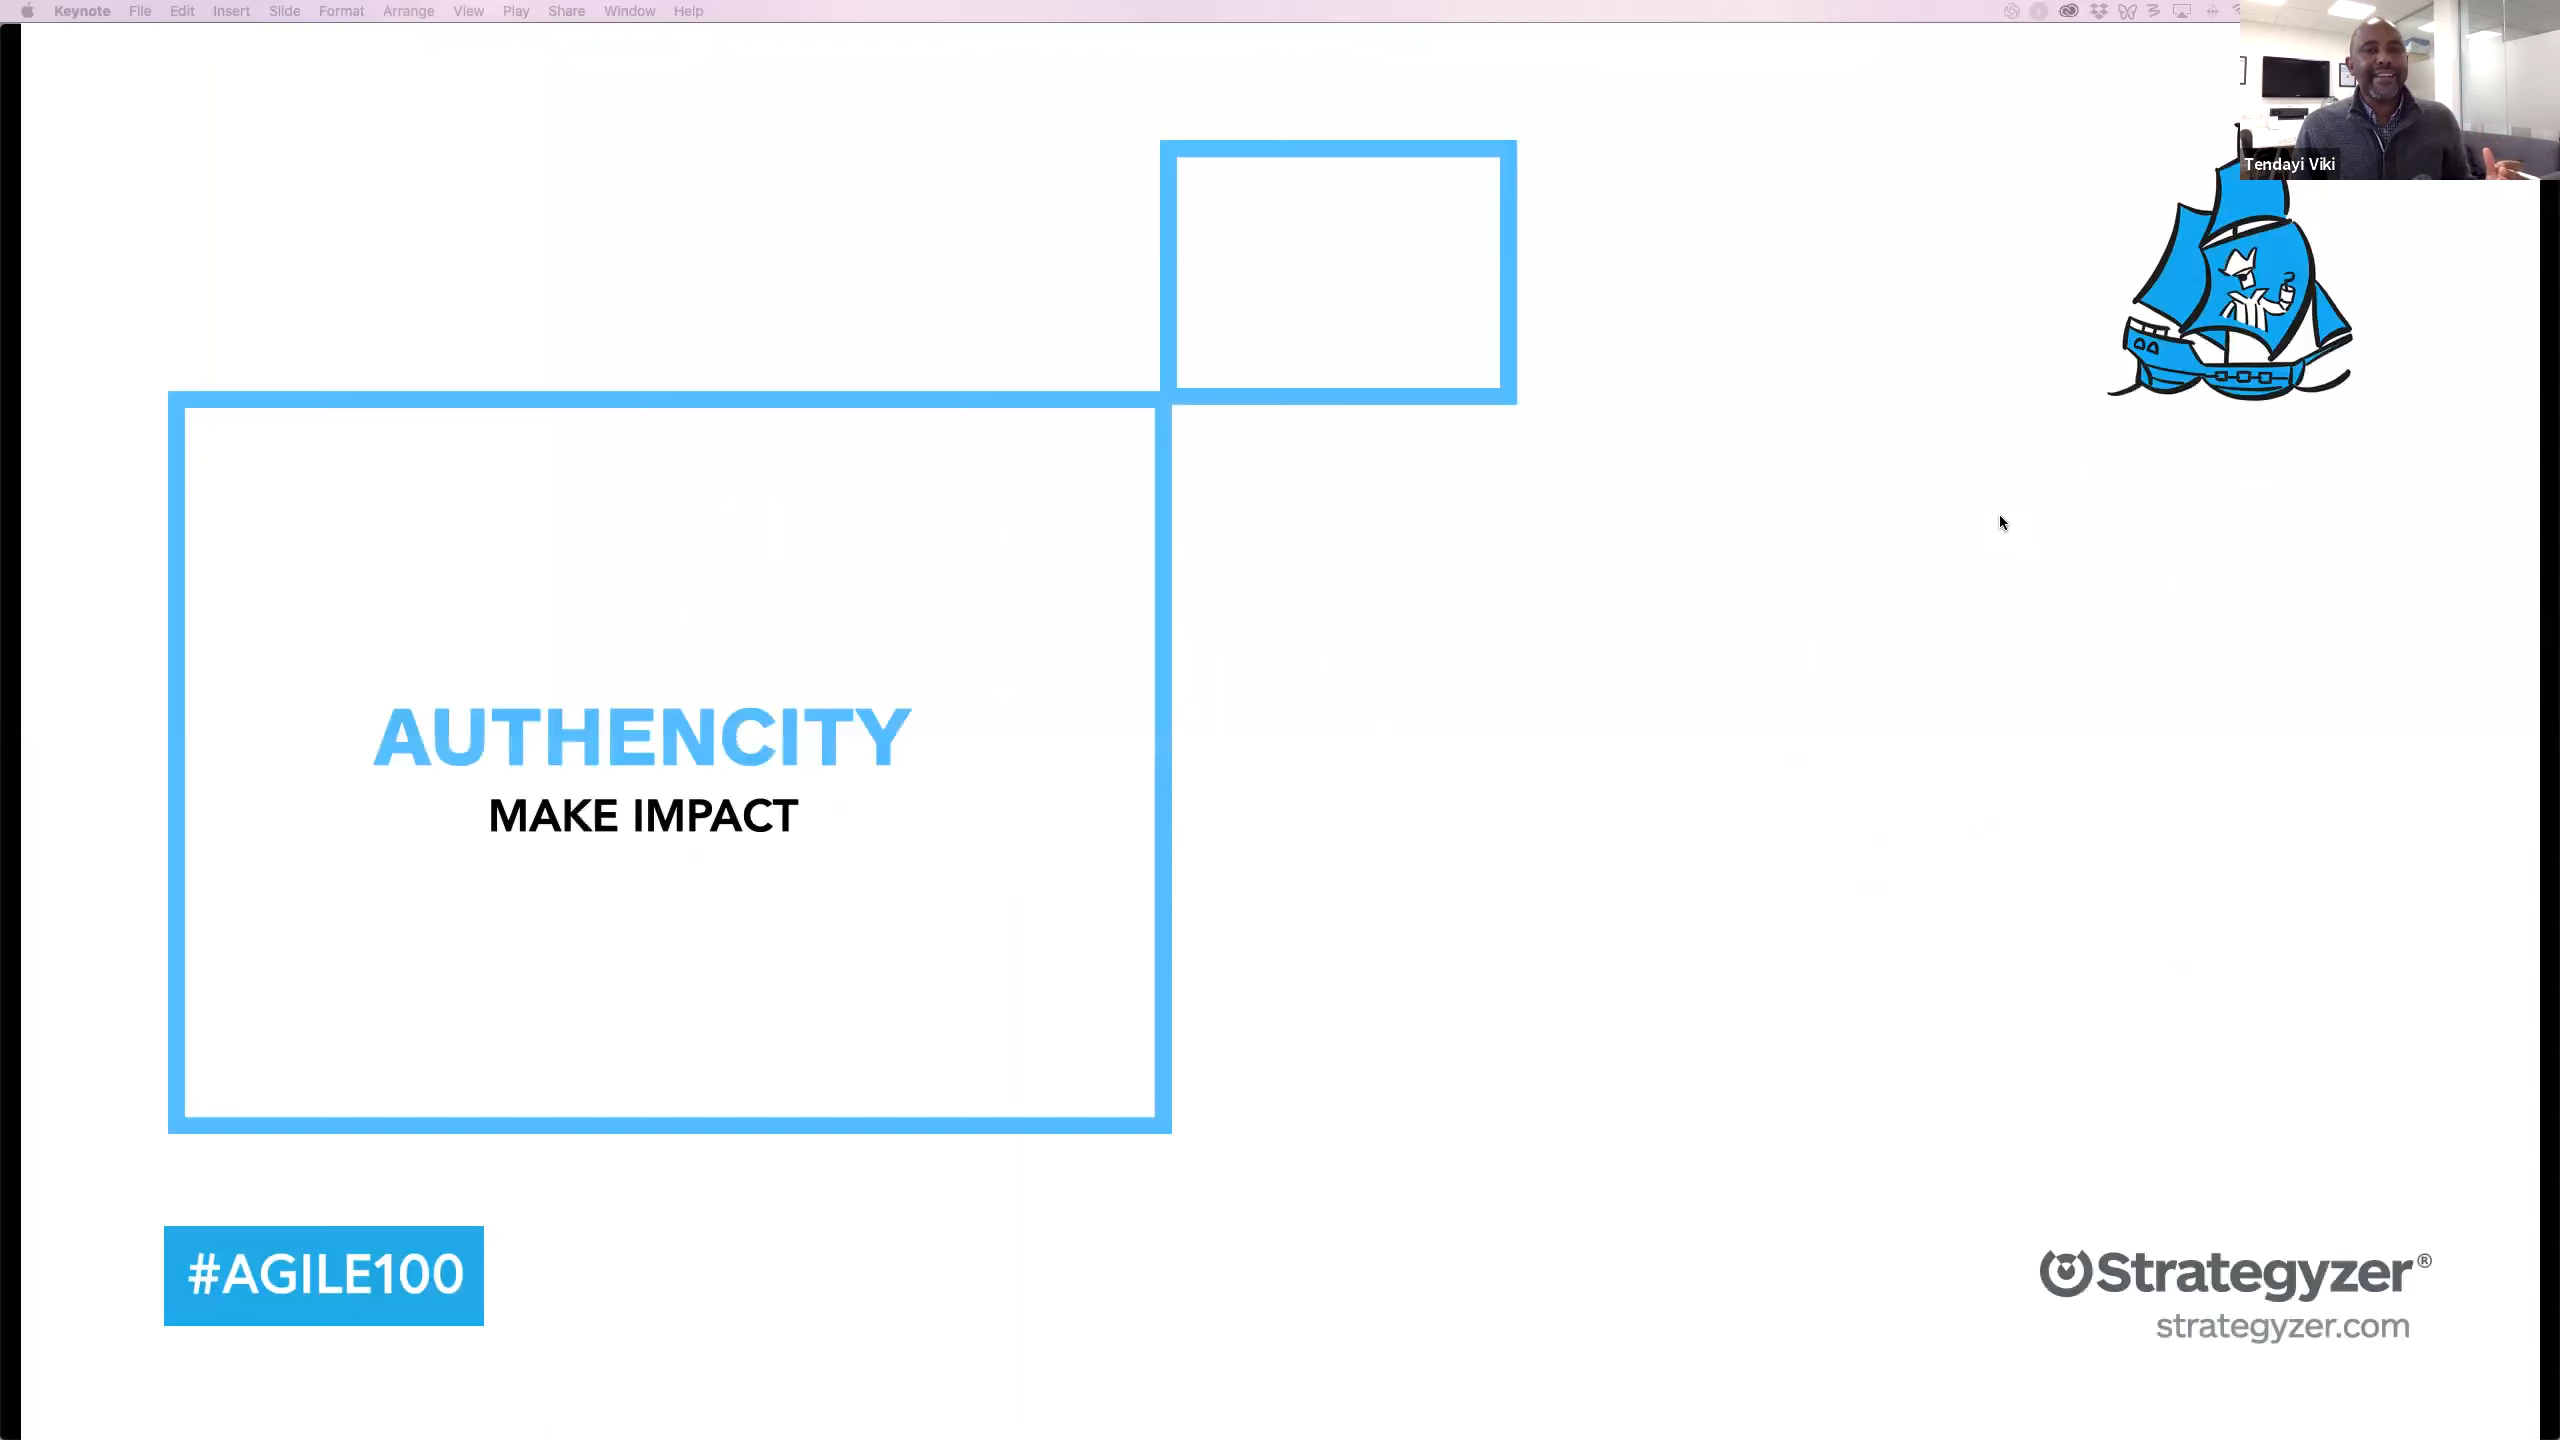 Keynote File Edit Insert Slide Format Arrange View Play Share Window Help
Tendayi Viki
AUTHENCITY
MAKE IMPACT
#AGILE100
Strategyzer®
strategyzer.com